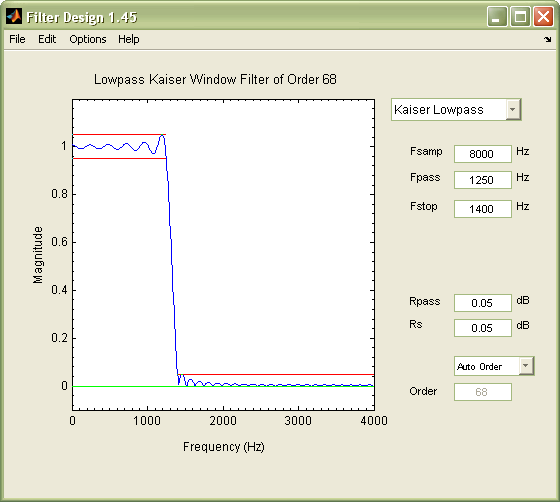 Filter Design 1.45
File Edit Options Help
Lowpass Kaiser Window Filter of Order 68
Kaiser Lowpass
Fsamp 8000 Hz
Fpass 1250 Hz
Fstop 1400 Hz
Rpass 0.05 dB
Rs 0.05 dB
Auto Order
Order 68
Magnitude
1
0.8
0.6
0.4
0.2
0
0 1000 2000 3000 4000
Frequency (Hz)